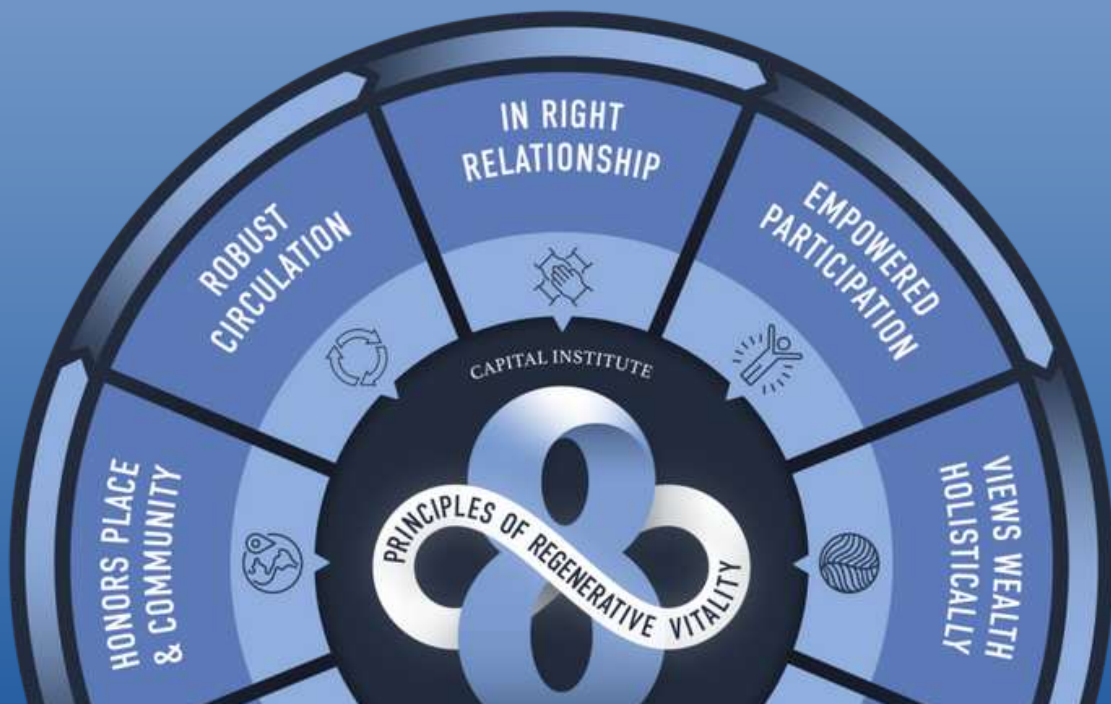 IN RIGHT
RELATIONSHIP
EMPOWERED
PARTICIPATION
VIEWS WEALTH
HOLISTICALLY
HONORS PLACE
& COMMUNITY
ROBUST
CIRCULATION
CAPITAL INSTITUTE
8
PRINCIPLES OF REGENERATIVE VITALITY